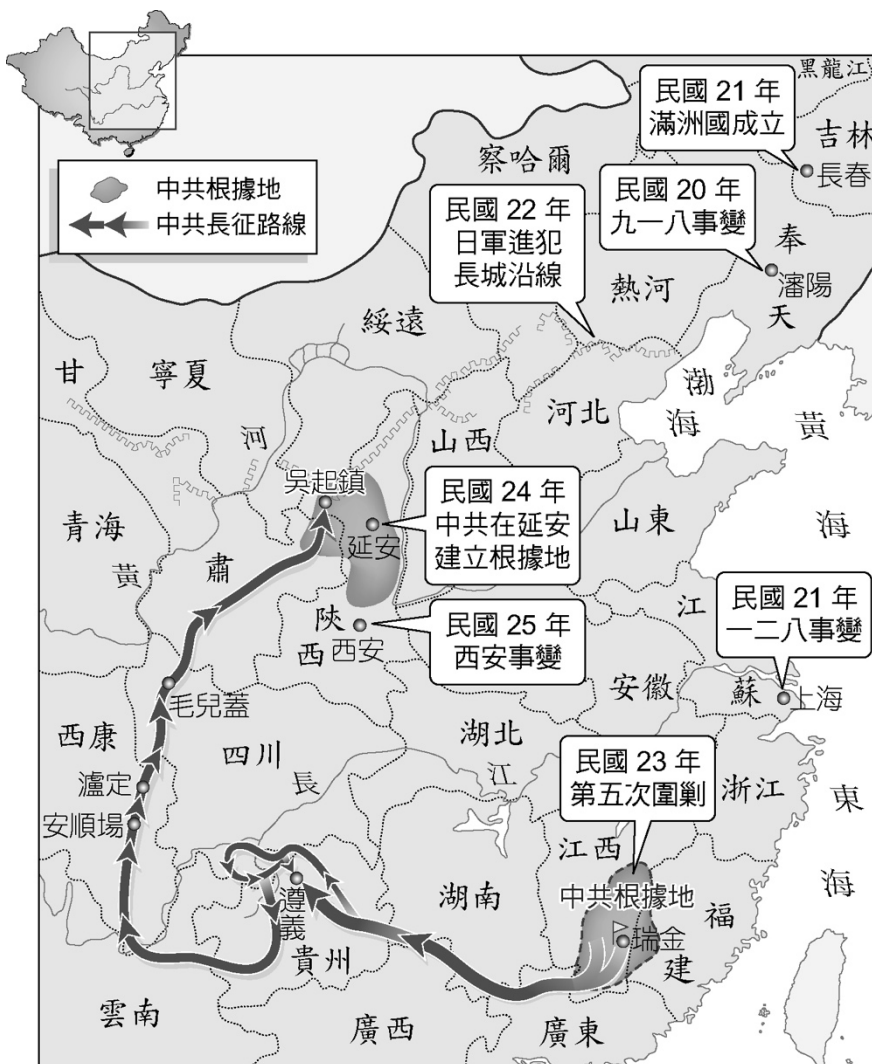 中共根據地
中共長征路線
黑龍江
民國 21 年
滿洲國成立
吉林
長春
察哈爾
民國 20 年
九一八事變
民國 22 年
日軍進犯
長城沿線
奉天
瀋陽
熱河
綏遠
甘肅
寧夏
渤海
黃海
河北
山西
黃河
吳起鎮
民國 24 年
中共在延安
建立根據地
延安
山東
青海
陝西
西安
民國 25 年
西安事變
江蘇
民國 21 年
一二八事變
上海
安徽
毛兒蓋
西康
四川
湖北
長江
民國 23 年
第五次圍剿
浙江
東海
瀘定
安順場
江西
中共根據地
湖南
福建
瑞金
遵義
貴州
雲南
廣西
廣東